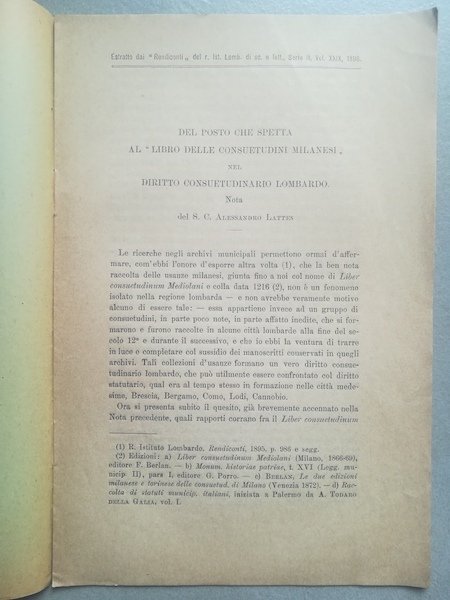 Estratto dai "Rendiconti" del r. Ist. Lomb. di sc. e lett., Serie II, Vol. XXIX, 1896.
DEL POSTO CHE SPETTA
AL "LIBRO DELLE CONSUETUDINI MILANESI"
NEL
DIRITTO CONSUETUDINARIO LOMBARDO.
Nota
del S. C. ALESSANDRO LATTES
Le ricerche negli archivi municipali permettono ormai d'affer-
mare, com'ebbi l'onore d'esporre altra volta (1), che la ben nota
raccolta delle usanze milanesi, giunta fino a noi col nome di Liber
consuetudinum Mediolani e colla data 1216 (2), non è un fenomeno
isolato nella regione lombarda — e non avrebbe veramente motivo
alcuno di essere tale: — essa appartiene invece ad un gruppo di
consuetudini, in parte poco note, in parte affatto inedite, che si for-
marono e furono raccolte in alcune città lombarde alla fine del se-
colo 12° e durante il successivo, e che io ebbi la ventura di trarre
in luce o completare col sussidio dei manoscritti conservati in quegli
archivi. Tali collezioni d'usanze formano un vero diritto consue-
tudinario lombardo, che può utilmente essere confrontato col diritto
statutario, qual era al tempo stesso in formazione nelle città mede-
sime, Brescia, Bergamo, Como, Lodi, Cannobio.
Ora si presenta subito il quesito, già brevemente accennato nella
Nota precedente, quali rapporti corrano fra il Liber consuetudinum
(1) R. Istituto Lombardo. Rendiconti, 1895, p. 986 e segg.
(2) Edizioni: a) Liber consuetudinum Mediolani (Milano, 1866-69),
editore F. Berlan. — b) Monum. historiae patriae, t. XVI (Legg. mu-
nicip. II), pars I, editore G. Porro. — c) BERLAN, Le due edizioni
milanese e torinese delle consuetud. di Milano (Venezia 1872). — d) Rac-
colta di statuti municip. italiani, iniziata a Palermo da A. TODARO
DELLA GALIA, vol. I.